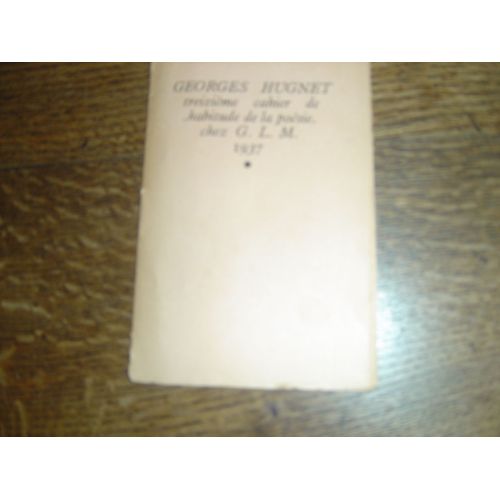 GEORGES HUGNET
treizième cahier de
habitude de la poésie.
chez G. L. M.
1937